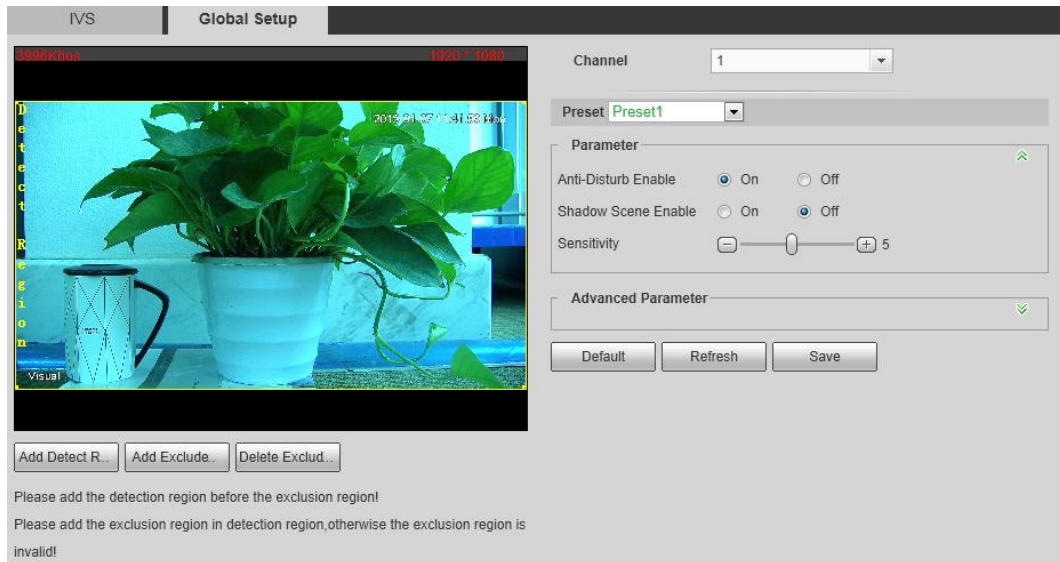 IVS
Global Setup
3996Kbps
1920 * 1080
Detect Region
Visual
Add Detect R...
Add Exclude..
Delete Exclud...
Please add the detection region before the exclusion region!
Please add the exclusion region in detection region,otherwise the exclusion region is
invalid!
Channel
1
Preset Preset1
Parameter
Anti-Disturb Enable On Off
Shadow Scene Enable On Off
Sensitivity 5
Advanced Parameter
Default Refresh Save